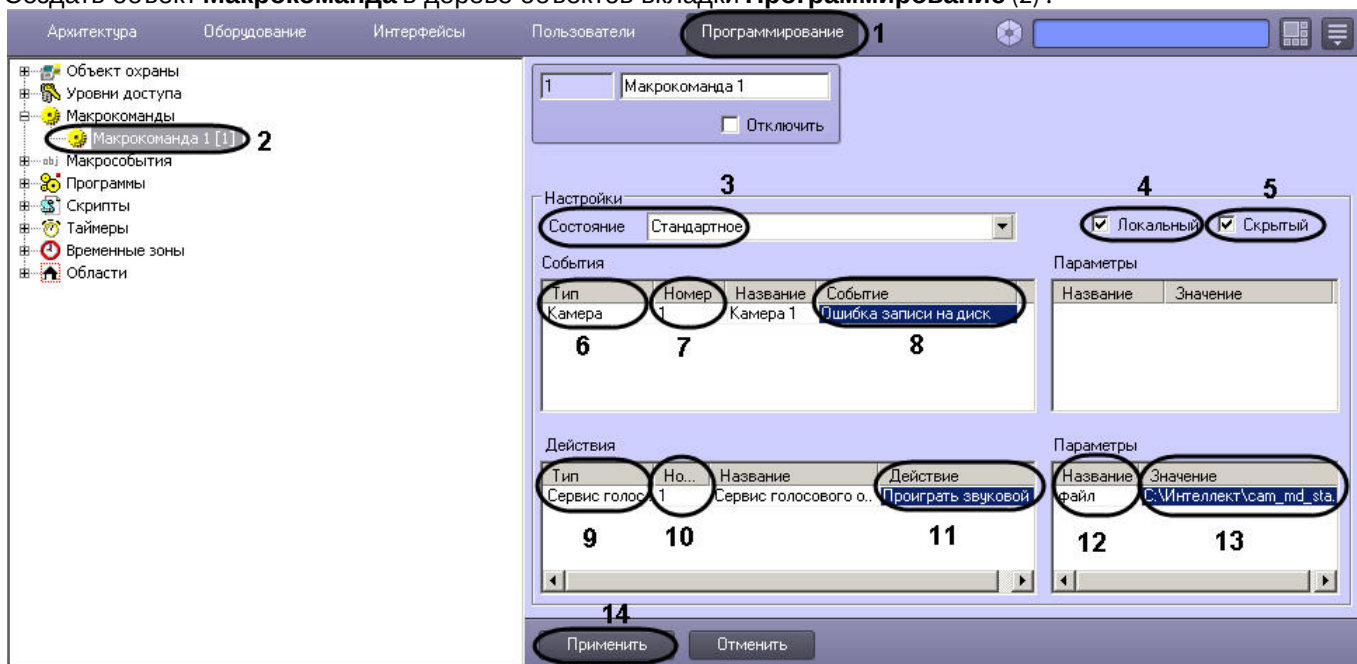 Создать объект Макрокоманда в дереве объектов вкладки Программирование (2).
Архитектура Оборудование Интерфейсы Пользователи Программирование 1
Объект охраны
Уровни доступа
Макрокоманды
Макрокоманда 1 [1] 2
obj Макрособытия
Программы
Скрипты
Таймеры
Временные зоны
Области
1 Макрокоманда 1
Отключить
3 4 5
Настройки
Состояние Стандартное Локальный Скрытый
События Параметры
Тип Номер Название Событие Название Значение
Камера 1 Камера 1 Ошибка записи на диск
6 7 8
Действия Параметры
Тип Но... Название Действие Название Значение
Сервис голос 1 Сервис голосового о.. Проиграть звуковой файл C:\Интеллект\cam_md_sta.
9 10 11 12 13
14
Применить Отменить